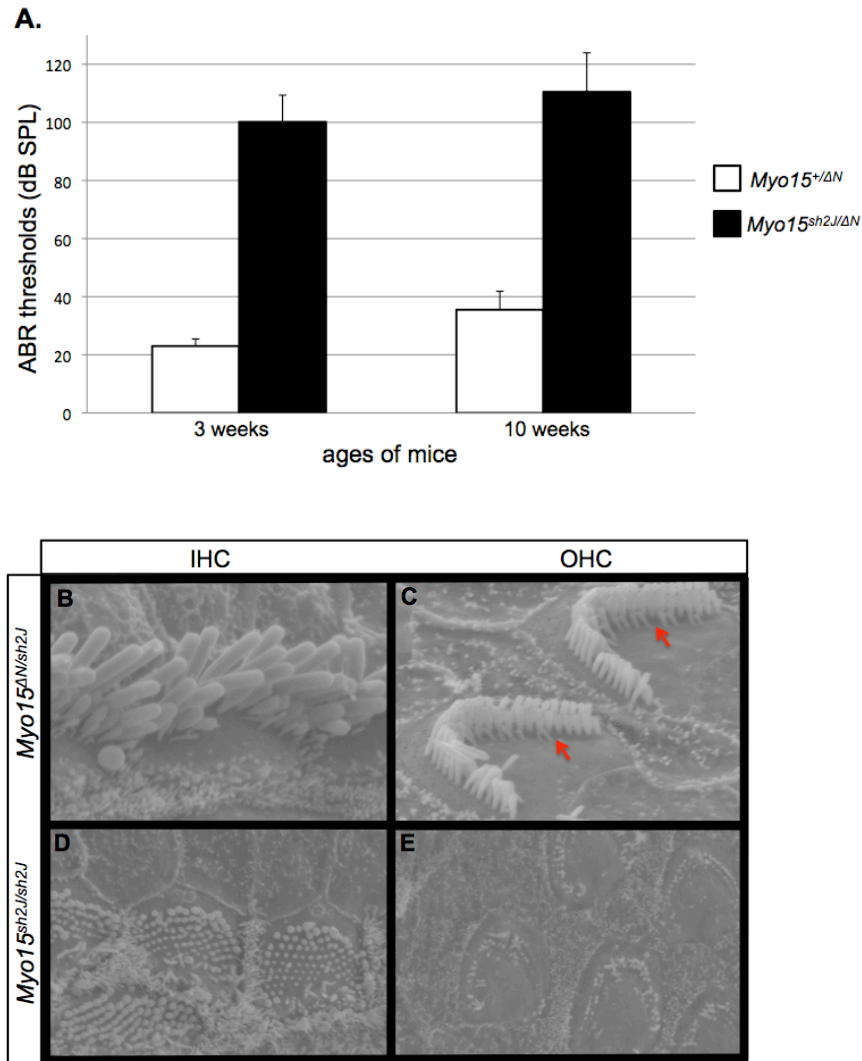 A.
ABR thresholds (dB SPL)
120
100
80
60
40
20
0
3 weeks
10 weeks
ages of mice
Myo15+/ΔN
Myo15sh2J/ΔN
IHC
OHC
Myo15ΔN/sh2J
B
C
Myo15sh2J/sh2J
D
E